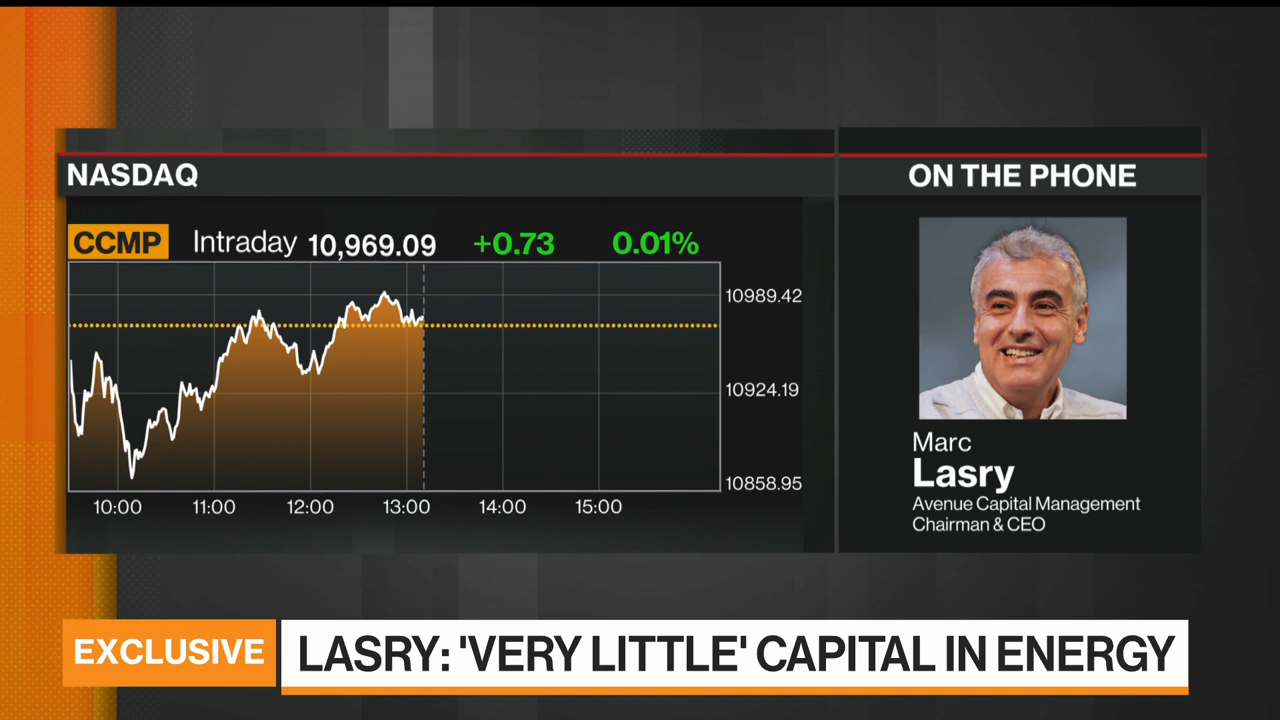 NASDAQ
CCMP Intraday 10,969.09 +0.73 0.01%
10989.42
10924.19
10858.95
10:00 11:00 12:00 13:00 14:00 15:00
ON THE PHONE
Marc
Lasry
Avenue Capital Management
Chairman & CEO
EXCLUSIVE LASRY: 'VERY LITTLE' CAPITAL IN ENERGY